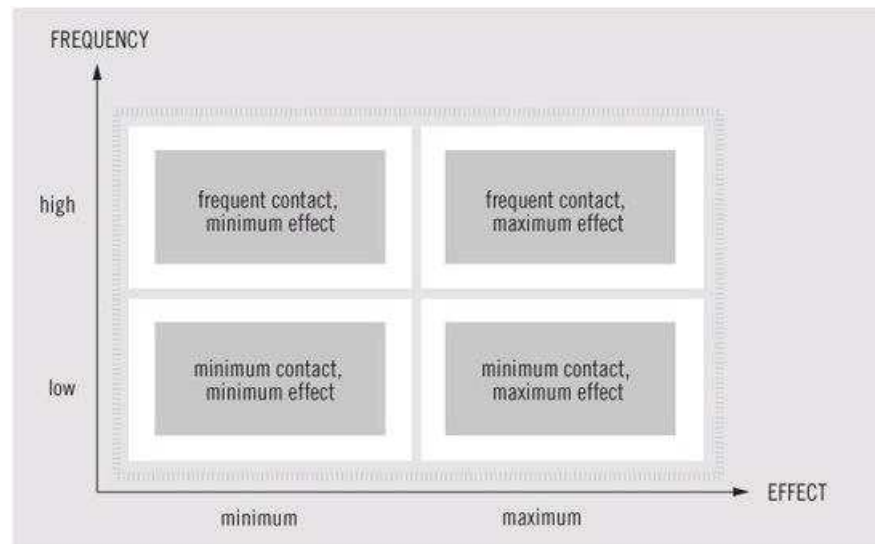 FREQUENCY
high
frequent contact,
minimum effect
frequent contact,
maximum effect
low
minimum contact,
minimum effect
minimum contact,
maximum effect
EFFECT
minimum
maximum